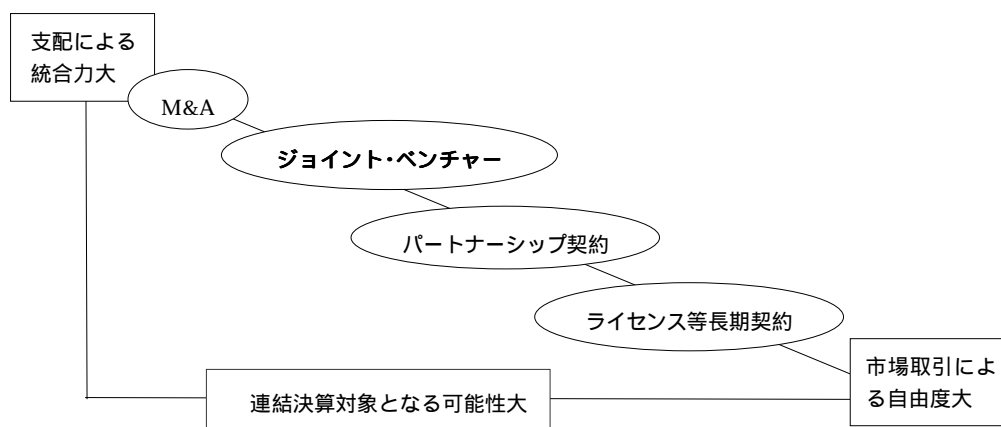 支配による
統合力大
M&A
ジョイント・ベンチャー
パートナーシップ契約
ライセンス等長期契約
市場取引によ
る自由度大
連結決算対象となる可能性大